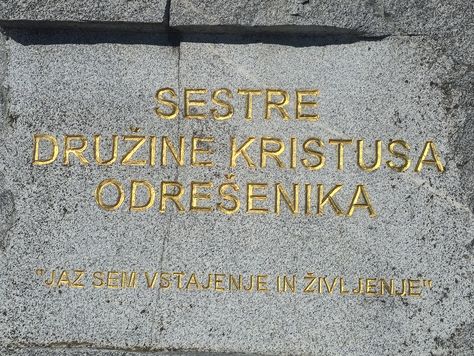 SESTRE
DRUŽINE KRISTUSA
ODREŠENIKA
"JAZ SEM VSTAJENJE IN ŽIVLJENJE"